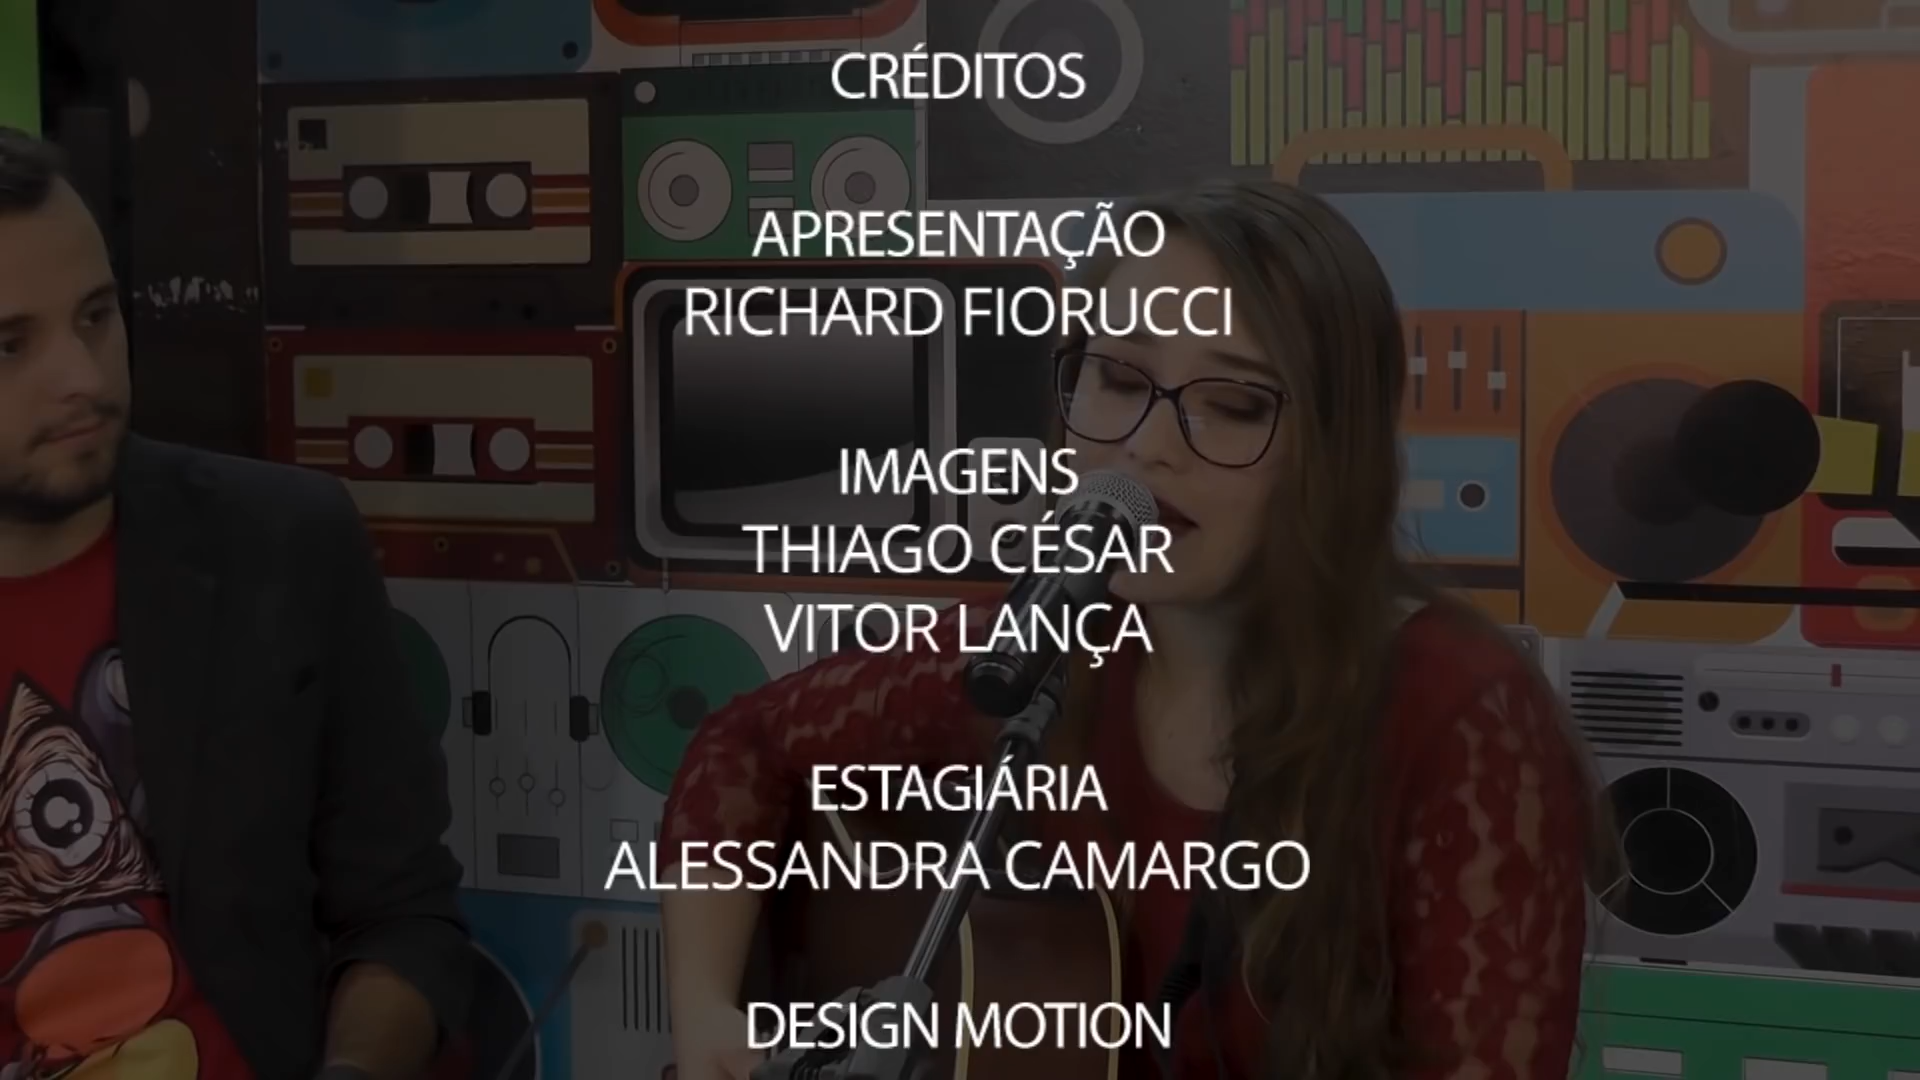 CRÉDITOS
APRESENTAÇÃO
RICHARD FIORUCCI
IMAGENS
THIAGO CÉSAR
VITOR LANÇA
ESTAGIÁRIA
ALESSANDRA CAMARGO
DESIGN MOTION